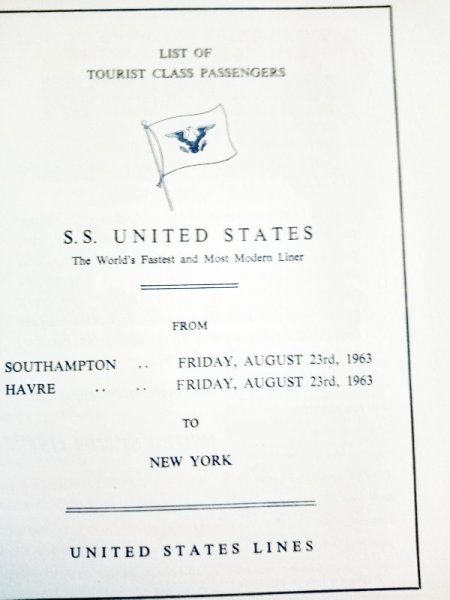 LIST OF
TOURIST CLASS PASSENGERS
S.S. UNITED STATES
The World's Fastest and Most Modern Liner
FROM
SOUTHAMPTON .. FRIDAY, AUGUST 23rd, 1963
HAVRE .. .. FRIDAY, AUGUST 23rd, 1963
TO
NEW YORK
UNITED STATES LINES